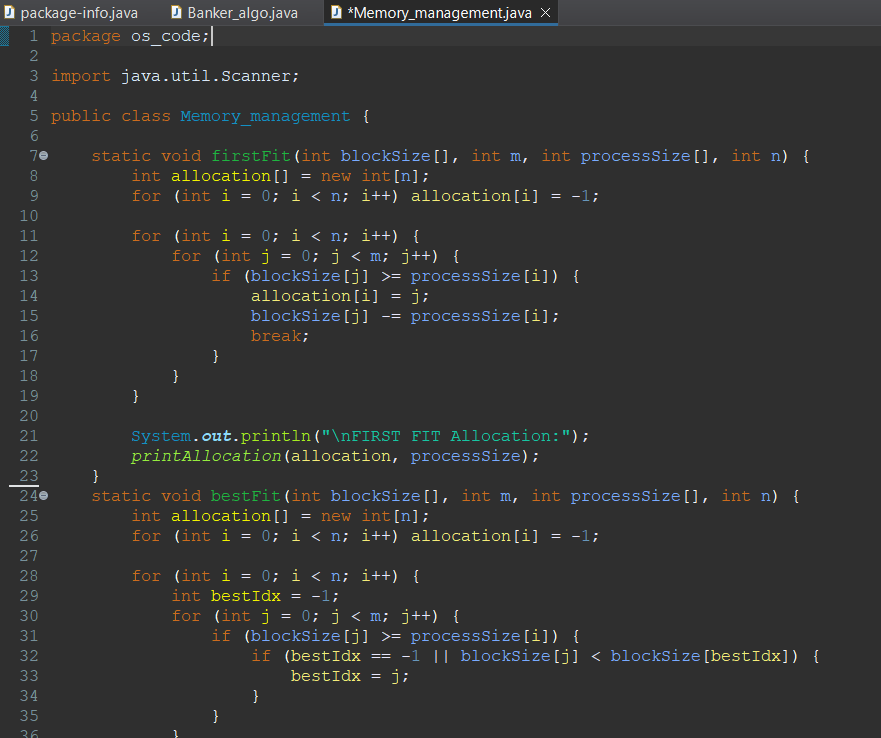 package-info.java Banker_algo.java *Memory_management.java
1 package os_code;
2
3 import java.util.Scanner;
4
5 public class Memory_management {
6
7     static void firstFit(int blockSize[], int m, int processSize[], int n) {
8         int allocation[] = new int[n];
9         for (int i = 0; i < n; i++) allocation[i] = -1;
10
11         for (int i = 0; i < n; i++) {
12             for (int j = 0; j < m; j++) {
13                 if (blockSize[j] >= processSize[i]) {
14                     allocation[i] = j;
15                     blockSize[j] -= processSize[i];
16                     break;
17                 }
18             }
19         }
20
21         System.out.println("\nFIRST FIT Allocation:");
22         printAllocation(allocation, processSize);
23     }
24     static void bestFit(int blockSize[], int m, int processSize[], int n) {
25         int allocation[] = new int[n];
26         for (int i = 0; i < n; i++) allocation[i] = -1;
27
28         for (int i = 0; i < n; i++) {
29             int bestIdx = -1;
30             for (int j = 0; j < m; j++) {
31                 if (blockSize[j] >= processSize[i]) {
32                     if (bestIdx == -1 || blockSize[j] < blockSize[bestIdx]) {
33                         bestIdx = j;
34                     }
35                 }
36             }